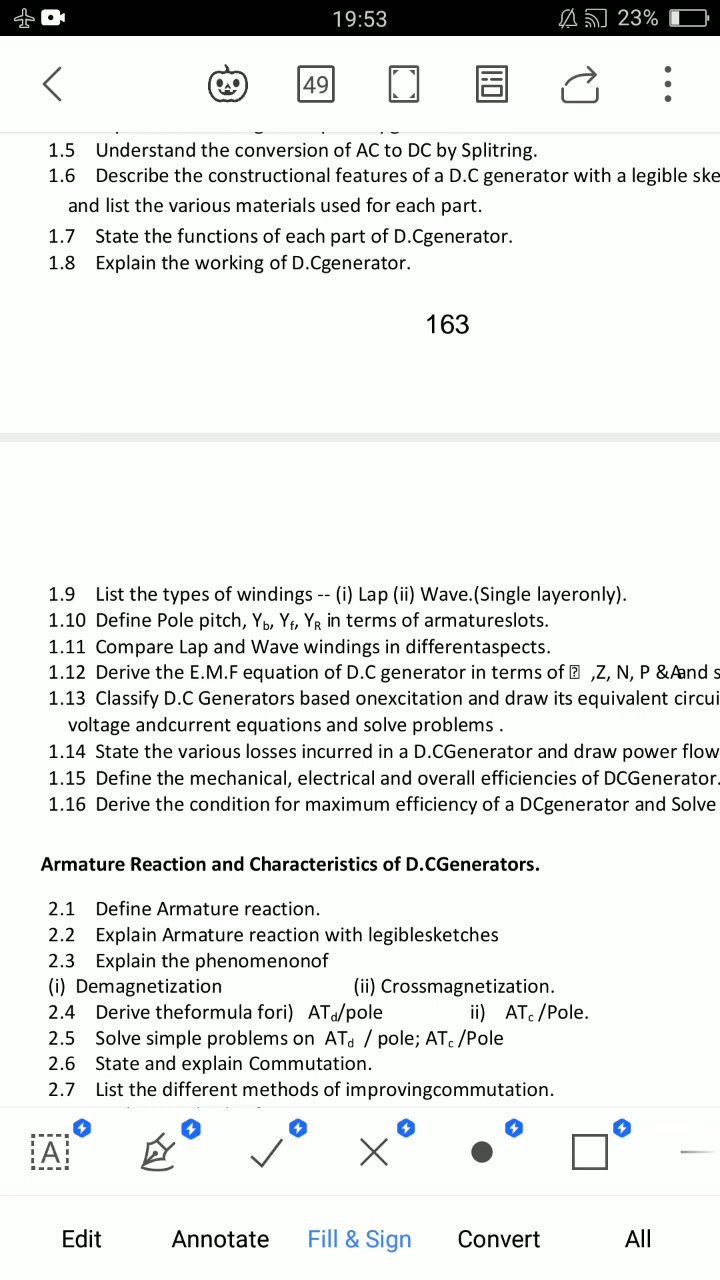 19:53
23%
49
1.5 Understand the conversion of AC to DC by Splitring.
1.6 Describe the constructional features of a D.C generator with a legible ske
and list the various materials used for each part.
1.7 State the functions of each part of D.Cgenerator.
1.8 Explain the working of D.Cgenerator.
163
1.9 List the types of windings -- (i) Lap (ii) Wave.(Single layeronly).
1.10 Define Pole pitch, Yb, Yf, YR in terms of armatureslots.
1.11 Compare Lap and Wave windings in differentaspects.
1.12 Derive the E.M.F equation of D.C generator in terms of ⍰ ,Z, N, P &Aand s
1.13 Classify D.C Generators based onexcitation and draw its equivalent circui
voltage andcurrent equations and solve problems .
1.14 State the various losses incurred in a D.CGenerator and draw power flow
1.15 Define the mechanical, electrical and overall efficiencies of DCGenerator.
1.16 Derive the condition for maximum efficiency of a DCgenerator and Solve
Armature Reaction and Characteristics of D.CGenerators.
2.1 Define Armature reaction.
2.2 Explain Armature reaction with legiblesketches
2.3 Explain the phenomenonof
(i) Demagnetization (ii) Crossmagnetization.
2.4 Derive theformula fori) ATd/pole ii) ATc /Pole.
2.5 Solve simple problems on ATd / pole; ATc /Pole
2.6 State and explain Commutation.
2.7 List the different methods of improvingcommutation.
A
Edit Annotate Fill & Sign Convert All